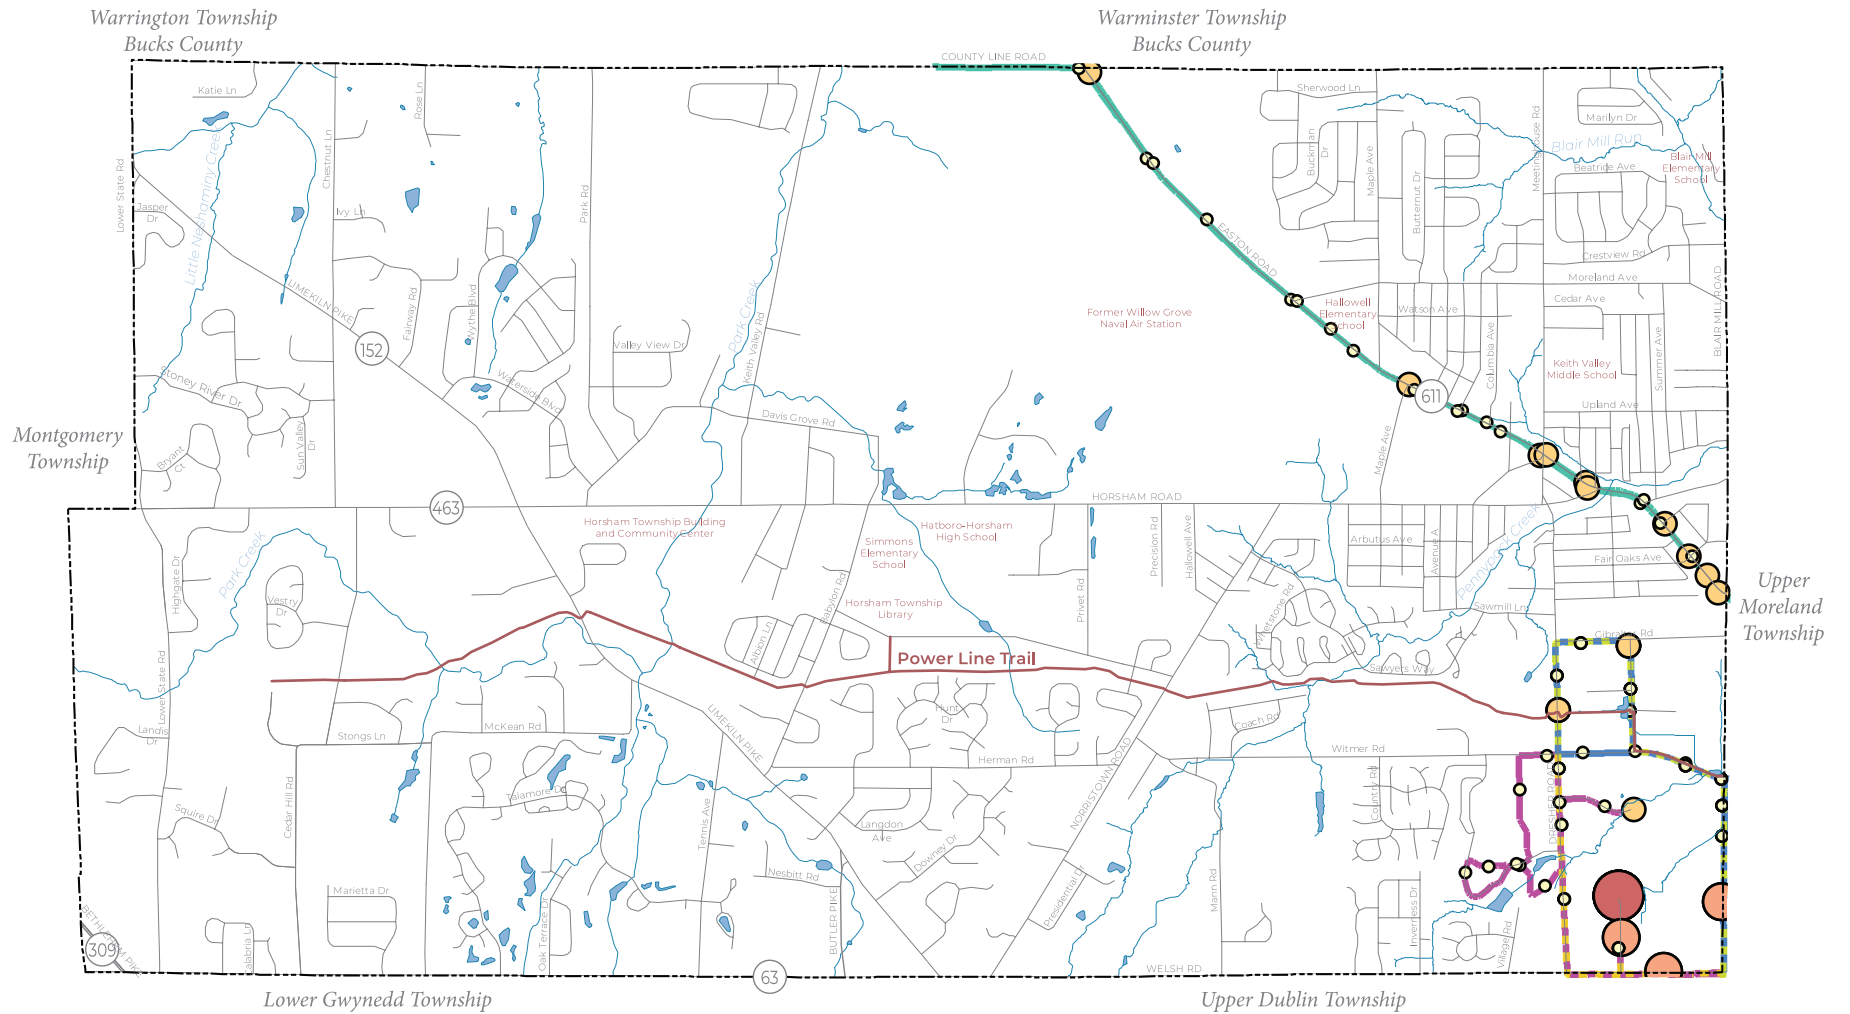 Warrington Township
Bucks County
Warminster Township
Bucks County
COUNTY LINE ROAD
Katie Ln
Rose Ln
Sherwood Ln
Marilyn Dr
Lower State Rd
Chestnut Ln
Little Neshaminy Creek
Park Rd
Buckman
Dr
Maple Ave
Butternut Dr
Meetinghouse Rd
Blair Mill Run
Beatrice Ave
Blair Mill
Elementary
School
Jasper
Dr
Ivy Ln
EASTON ROAD
Crestview Rd
Moreland Ave
LIMEKILN PIKE
Fairway Rd
Wythe Blvd
Park Creek
Keith Valley Rd
Former Willow Grove
Naval Air Station
Hallowell
Elementary
School
Watson Ave
Cedar Ave
BLAIR MILL ROAD
152
Valley View Dr
Columbia Ave
Summer Ave
Keith Valley
Middle School
Stoney River Dr
Waterside Blvd
611
Upland Ave
Davis Grove Rd
Montgomery
Township
Bryant
Ct
Sun Valley
Dr
Maple Ave
463
HORSHAM ROAD
Horsham Township Building
and Community Center
Hatboro-Horsham
High School
Simmons
Elementary
School
Precision Rd
Hallowell Ave
Arbutus Ave
Avenue A
Pennypack Creek
Fair Oaks Ave
Park Creek
Highgate Dr
Vestry
Dr
Babylon Rd
Horsham Township
Library
Privet Rd
Whetstone Rd
Sawmill Ln
Upper
Moreland
Township
Albion Ln
Power Line Trail
Gibraltar Rd
Sawyers Way
Lower State Rd
Landis
Dr
Stongs Ln
McKean Rd
LIMEKILN PIKE
Hunt
Dr
Coach Rd
Herman Rd
NORRISTOWN ROAD
Witmer Rd
Country Rd
DRESHER ROAD
Talamore Dr
Squire Dr
Cedar Hill Rd
Tennis Ave
Langdon
Ave
Downey Dr
Nesbitt Rd
Marietta Dr
Presidential Dr
Mann Rd
Inverness Dr
Village Rd
BETHLEHEM PIKE
309
Calabria Ln
Oak Terrace Dr
BUTLER PIKE
WELSH RD
63
Lower Gwynedd Township
Upper Dublin Township